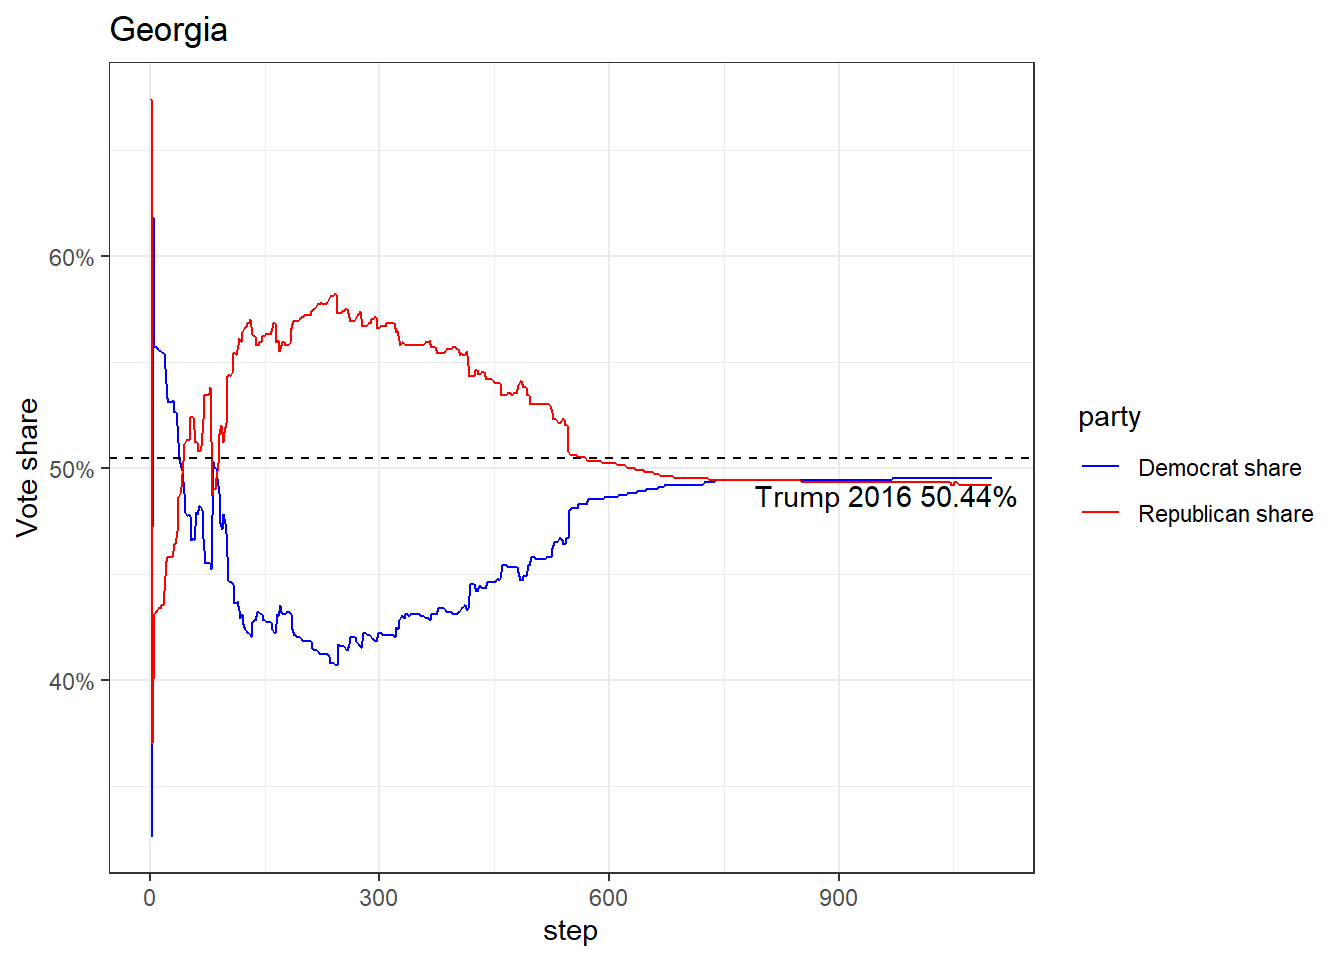 Georgia
60%
50%
40%
Vote share
Trump 2016 50.44%
0
300
600
900
step
party
Democrat share
Republican share